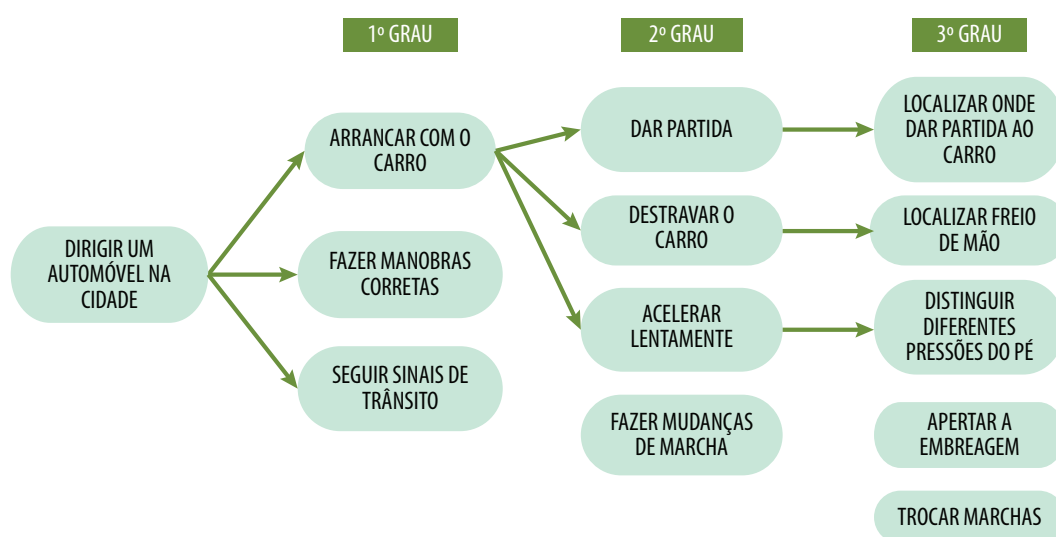 1º GRAU
2º GRAU
3º GRAU
DIRIGIR UM
AUTOMÓVEL NA
CIDADE
ARRANCAR COM O
CARRO
FAZER MANOBRAS
CORRETAS
SEGUIR SINAIS DE
TRÂNSITO
DAR PARTIDA
DESTRAVAR O
CARRO
ACELERAR
LENTAMENTE
FAZER MUDANÇAS
DE MARCHA
LOCALIZAR ONDE
DAR PARTIDA AO
CARRO
LOCALIZAR FREIO
DE MÃO
DISTINGUIR
DIFERENTES
PRESSÕES DO PÉ
APERTAR A
EMBREAGEM
TROCAR MARCHAS